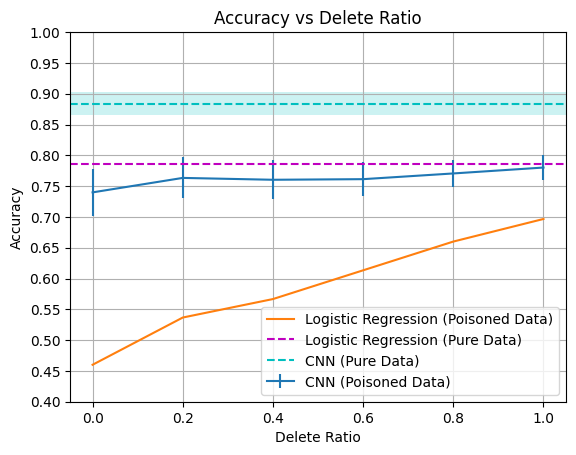 Accuracy vs Delete Ratio
1.00
0.95
0.90
0.85
0.80
0.75
0.70
0.65
0.60
0.55
0.50
0.45
0.40
Accuracy
Logistic Regression (Poisoned Data)
Logistic Regression (Pure Data)
CNN (Pure Data)
CNN (Poisoned Data)
0.0 0.2 0.4 0.6 0.8 1.0
Delete Ratio